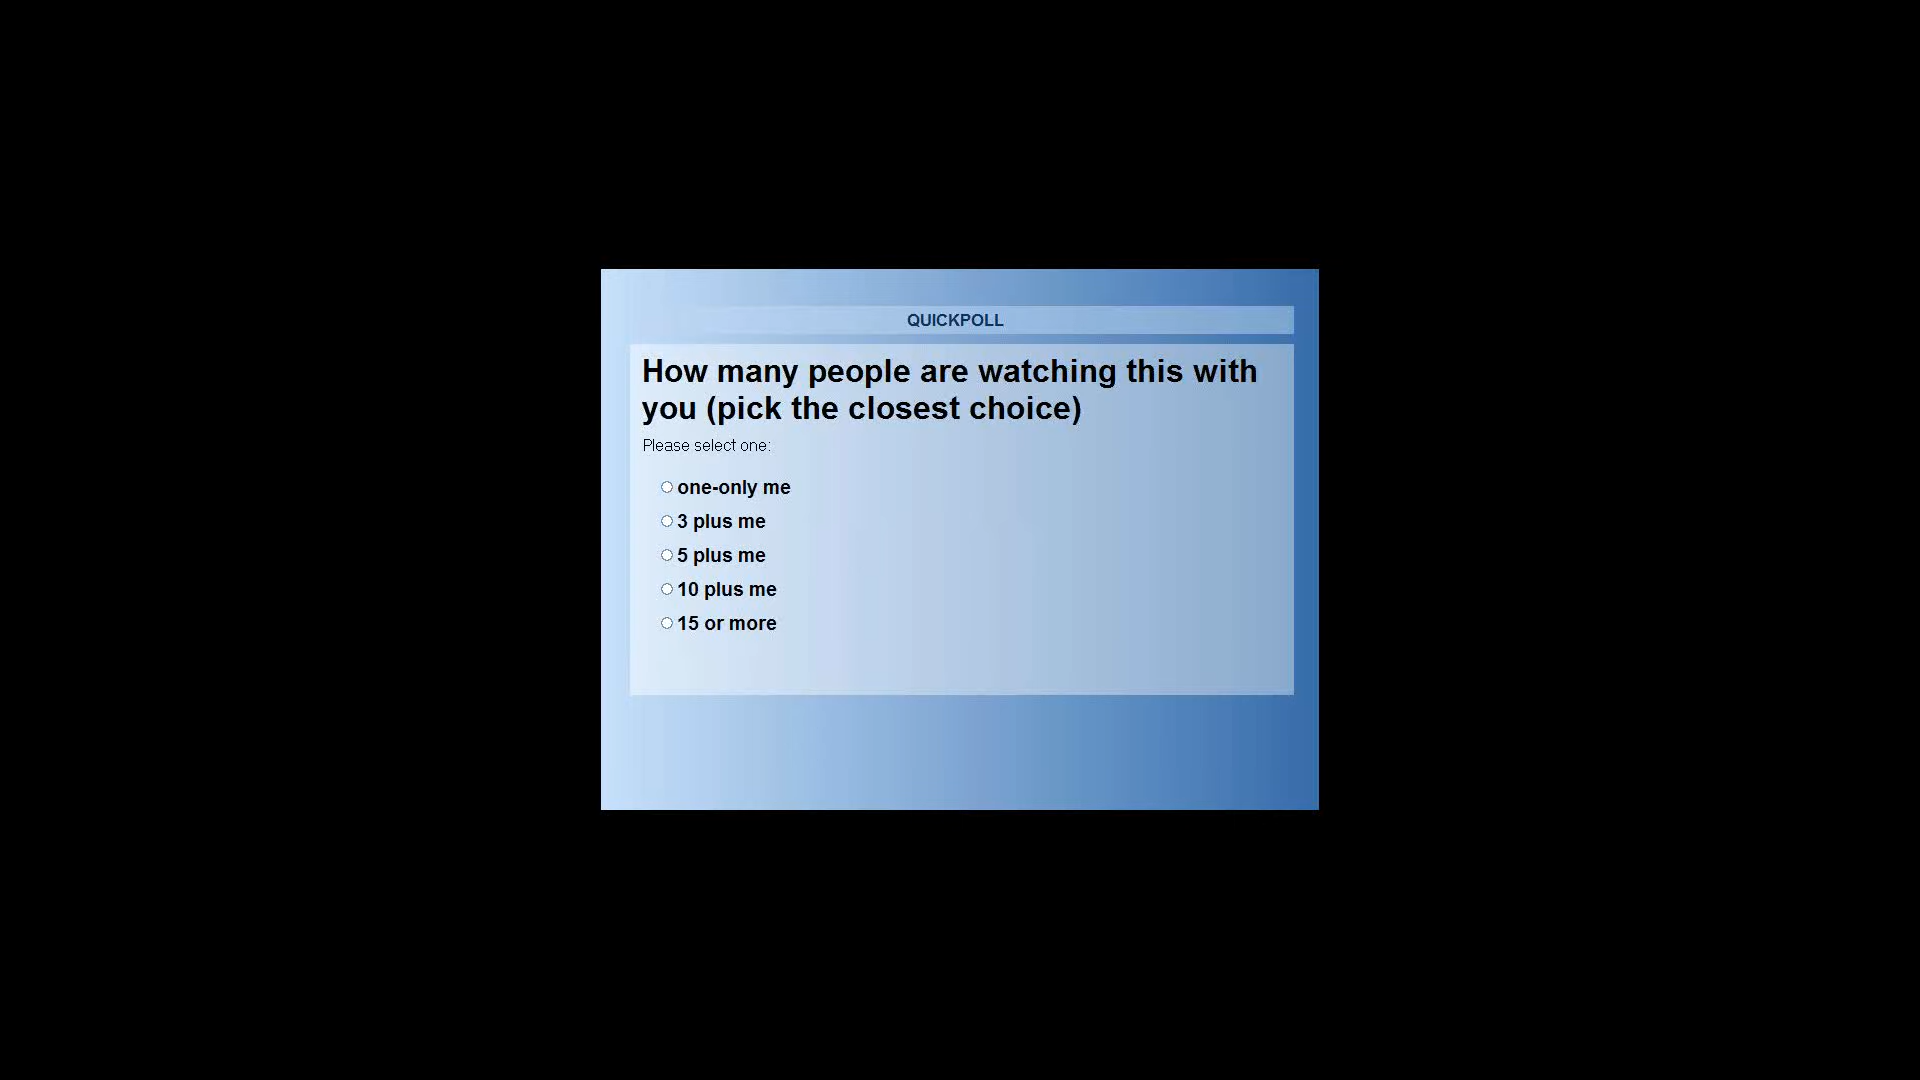 QUICKPOLL
How many people are watching this with
you (pick the closest choice)
Please select one:
one-only me
3 plus me
5 plus me
10 plus me
15 or more